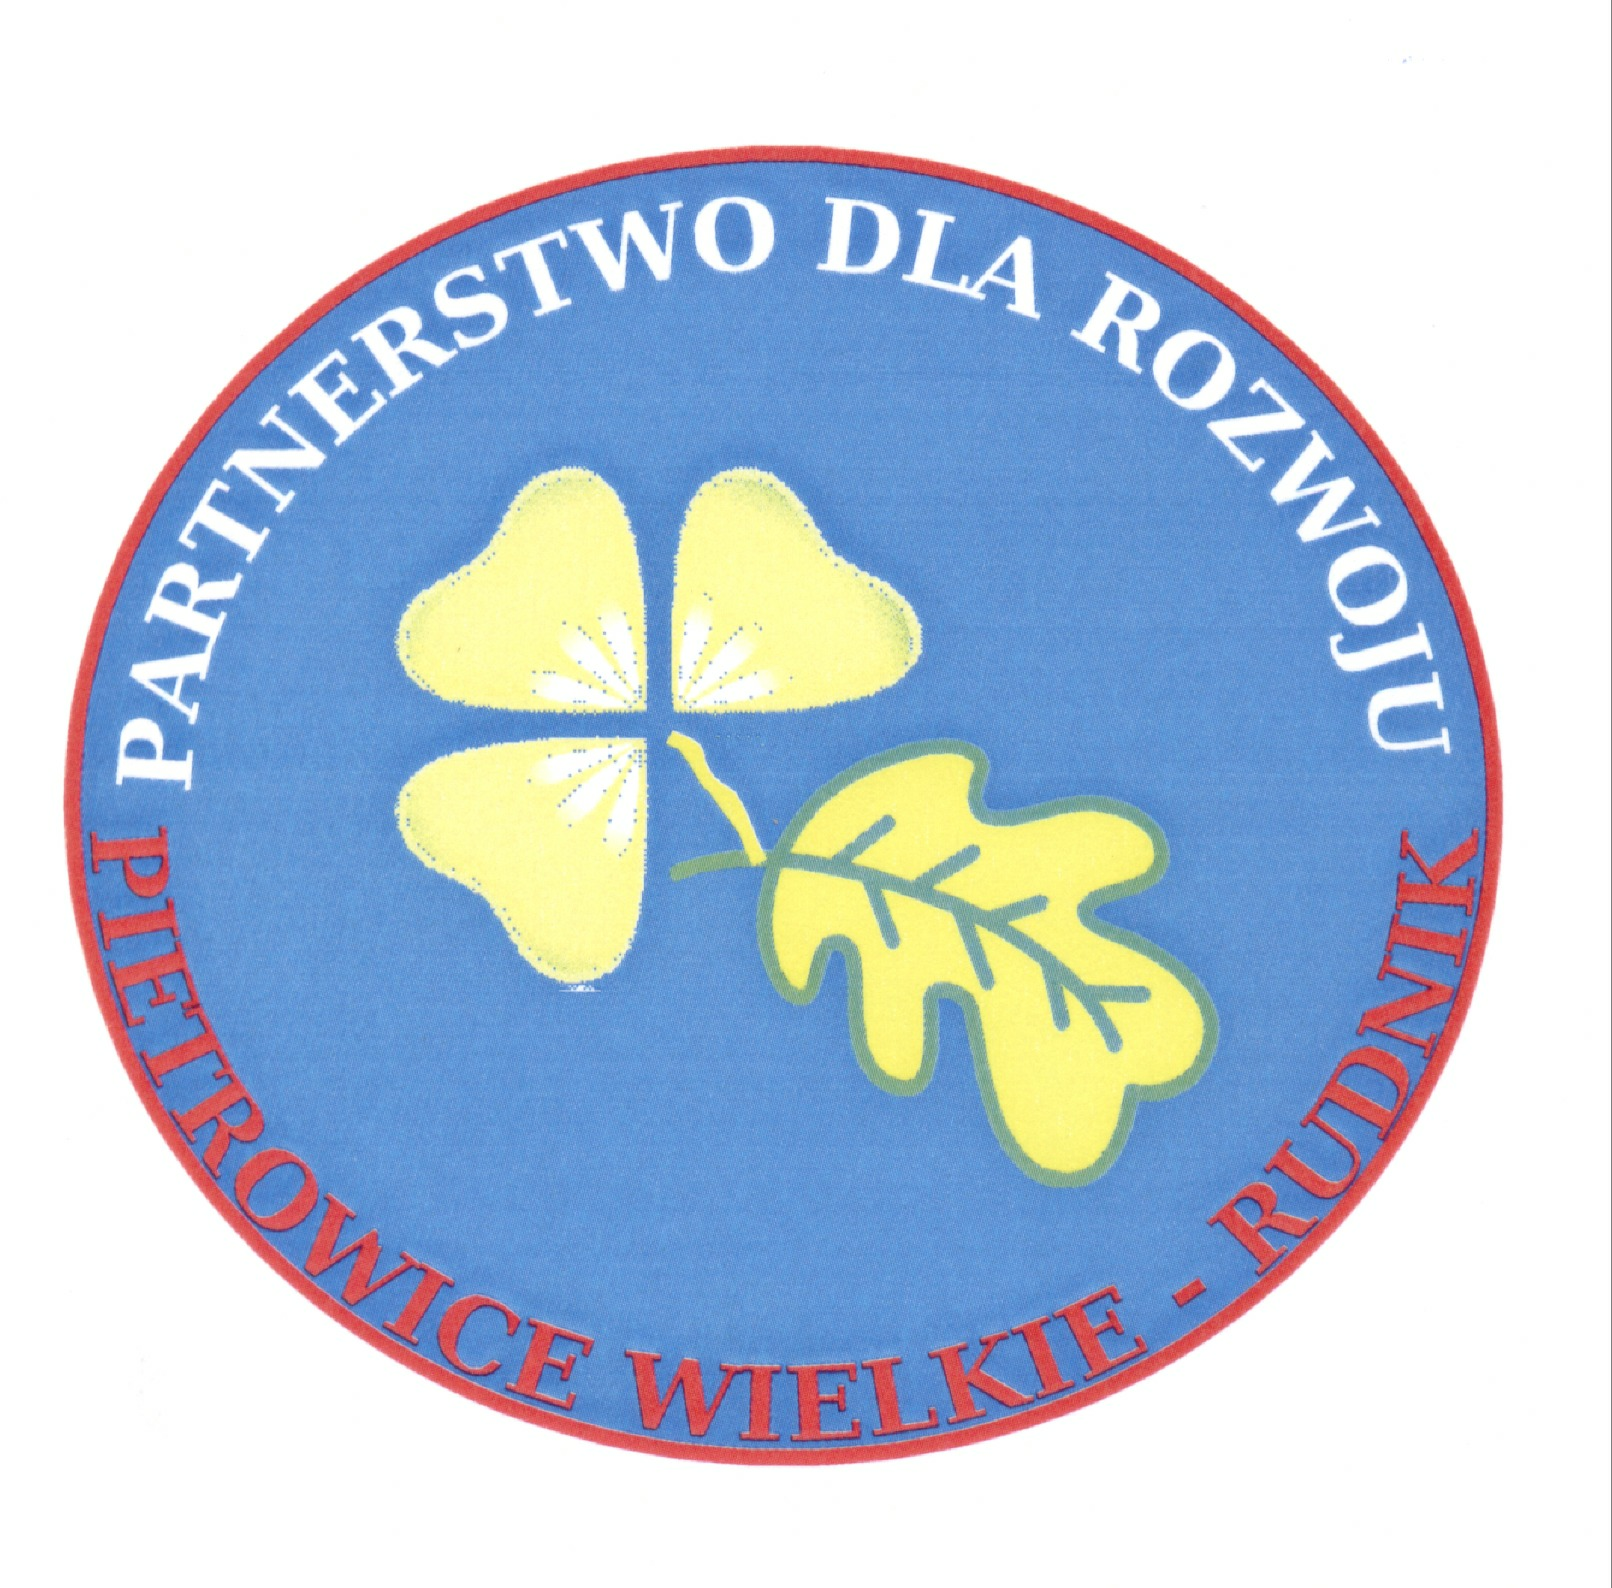 PARTNERSTWO DLA ROZWOJU
PIETROWICE WIELKIE - RUDNIK